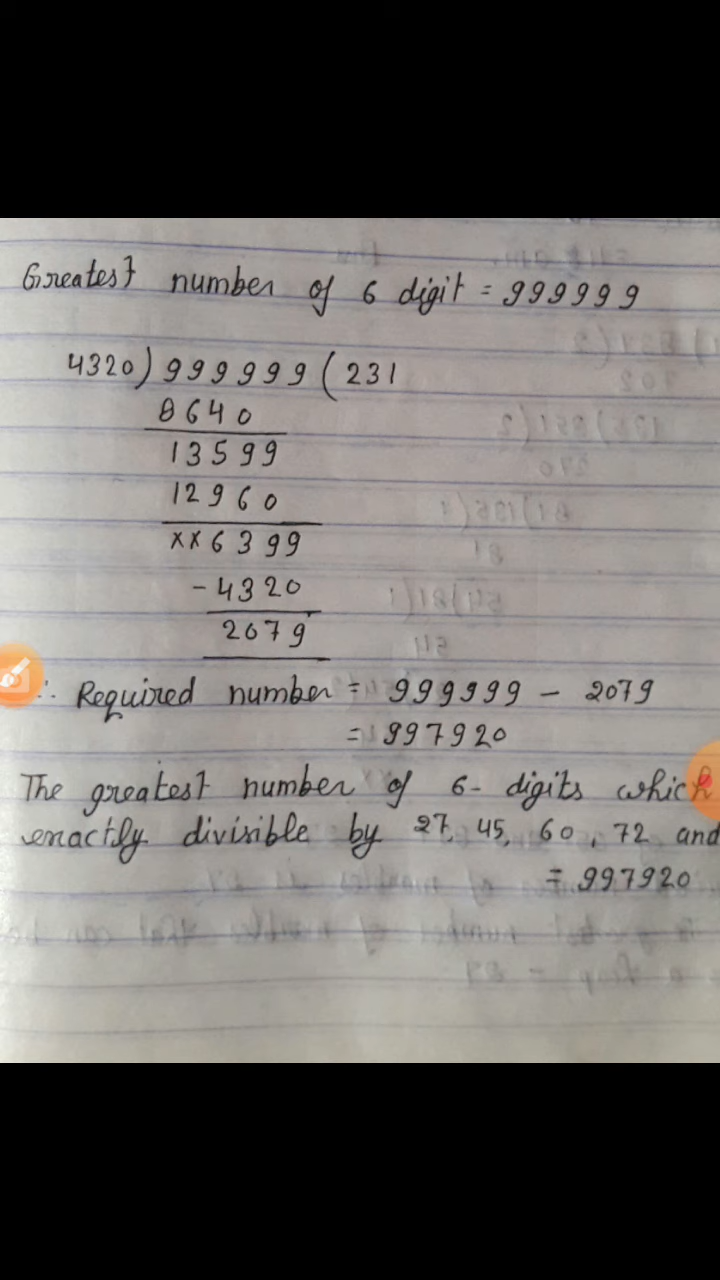 Greatest number of 6 digit = 999999
4320 ) 999999 ( 231
8640
13599
12960
xx6399
- 4320
2079
∴ Required number = 999999 - 2079
= 997920
The greatest number of 6- digits which
enactly divisible by 27, 45, 60, 72 and
= 997920